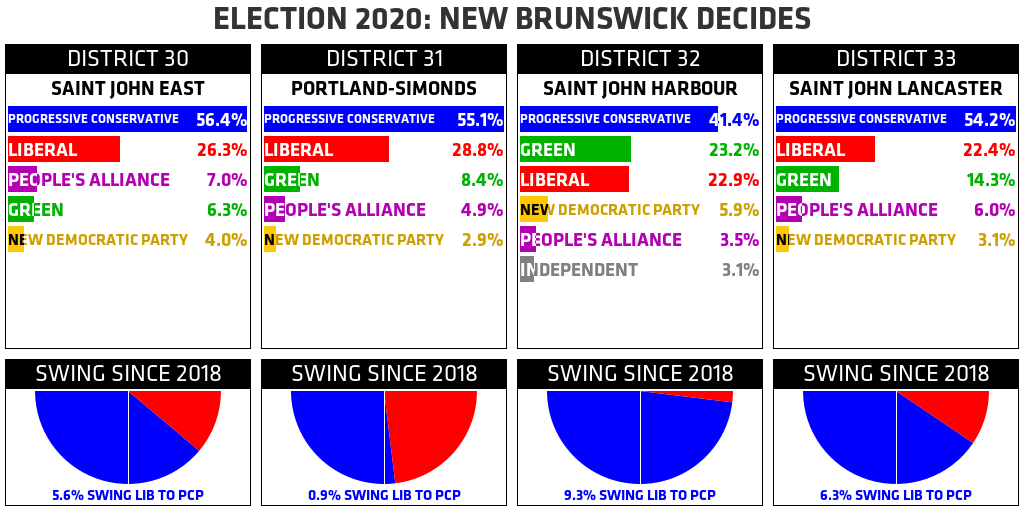 ELECTION 2020: NEW BRUNSWICK DECIDES
DISTRICT 30
SAINT JOHN EAST
PROGRESSIVE CONSERVATIVE 56.4%
LIBERAL 26.3%
PEOPLE'S ALLIANCE 7.0%
GREEN 6.3%
NEW DEMOCRATIC PARTY 4.0%
SWING SINCE 2018
5.6% SWING LIB TO PCP
DISTRICT 31
PORTLAND-SIMONDS
PROGRESSIVE CONSERVATIVE 55.1%
LIBERAL 28.8%
GREEN 8.4%
PEOPLE'S ALLIANCE 4.9%
NEW DEMOCRATIC PARTY 2.9%
SWING SINCE 2018
0.9% SWING LIB TO PCP
DISTRICT 32
SAINT JOHN HARBOUR
PROGRESSIVE CONSERVATIVE 41.4%
GREEN 23.2%
LIBERAL 22.9%
NEW DEMOCRATIC PARTY 5.9%
PEOPLE'S ALLIANCE 3.5%
INDEPENDENT 3.1%
SWING SINCE 2018
9.3% SWING LIB TO PCP
DISTRICT 33
SAINT JOHN LANCASTER
PROGRESSIVE CONSERVATIVE 54.2%
LIBERAL 22.4%
GREEN 14.3%
PEOPLE'S ALLIANCE 6.0%
NEW DEMOCRATIC PARTY 3.1%
SWING SINCE 2018
6.3% SWING LIB TO PCP